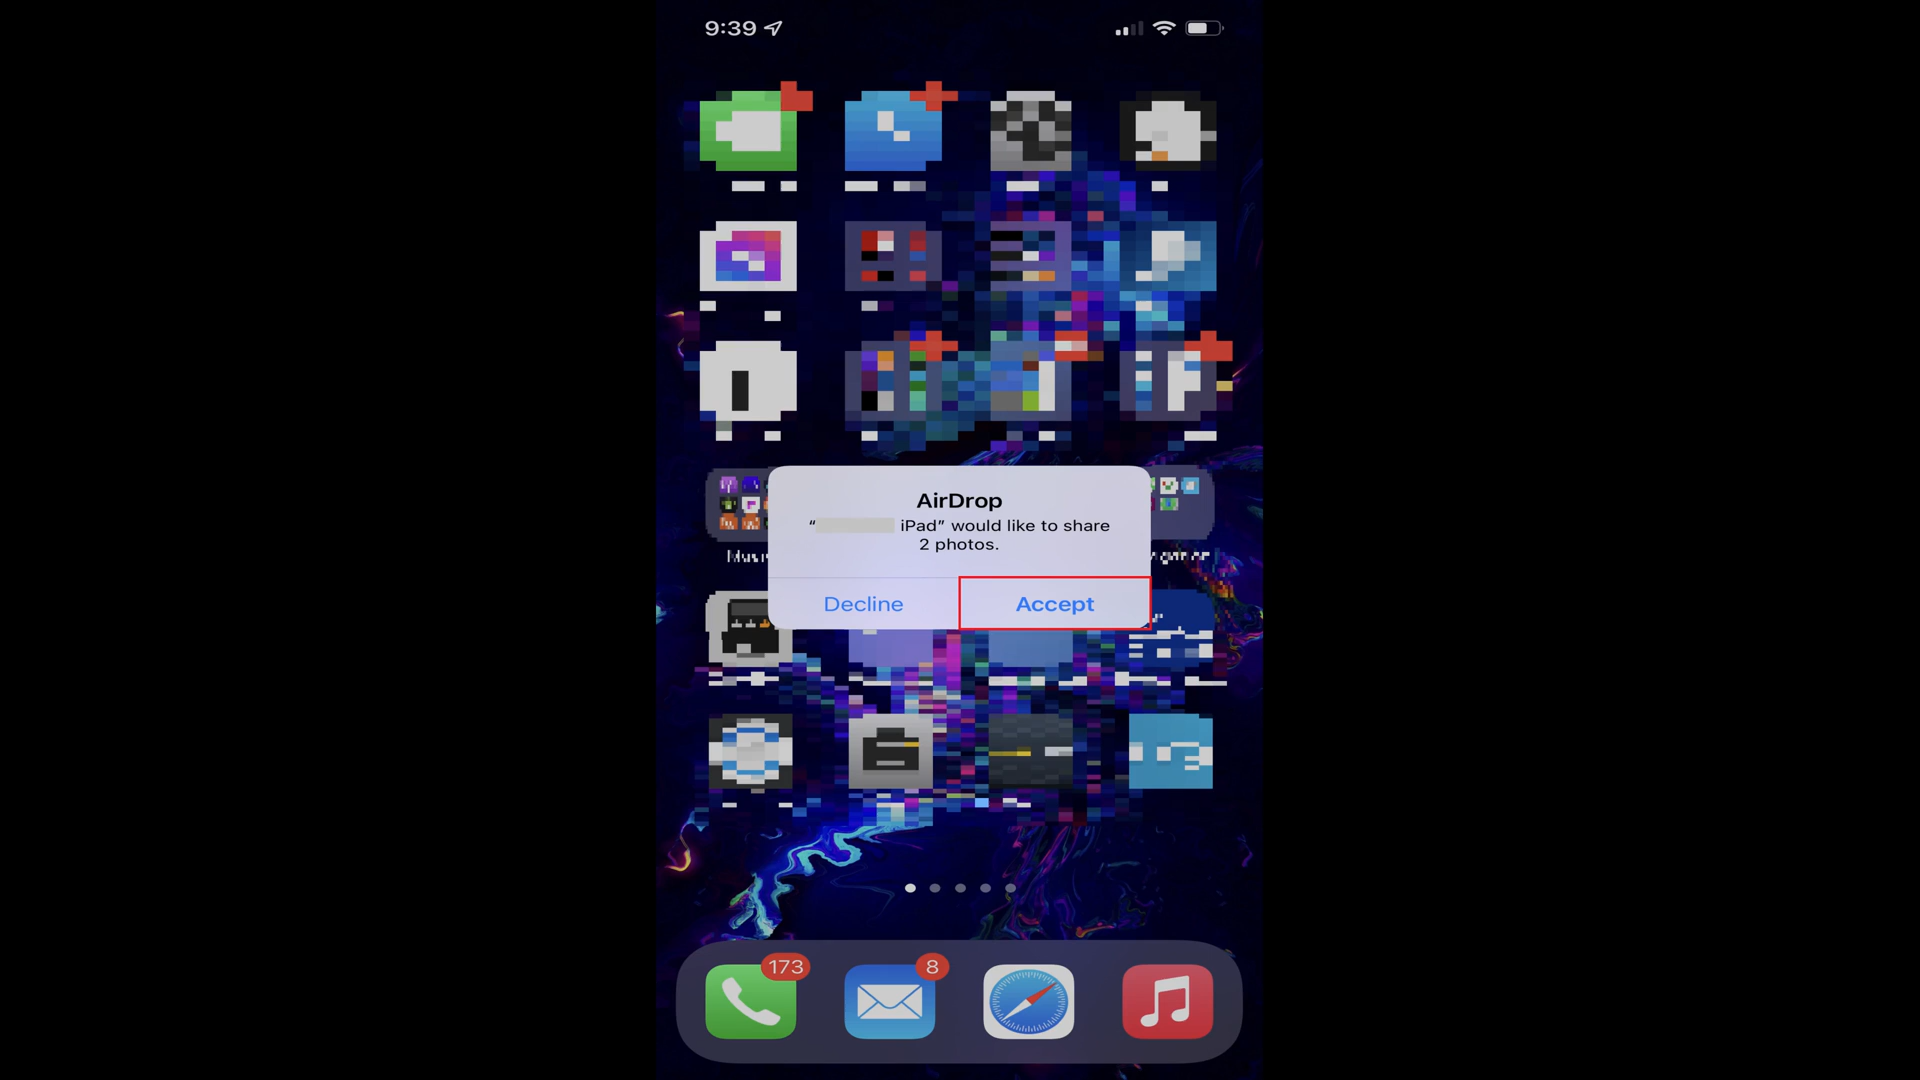 9:39
AirDrop
“ iPad” would like to share
2 photos.
Decline
Accept
173
8